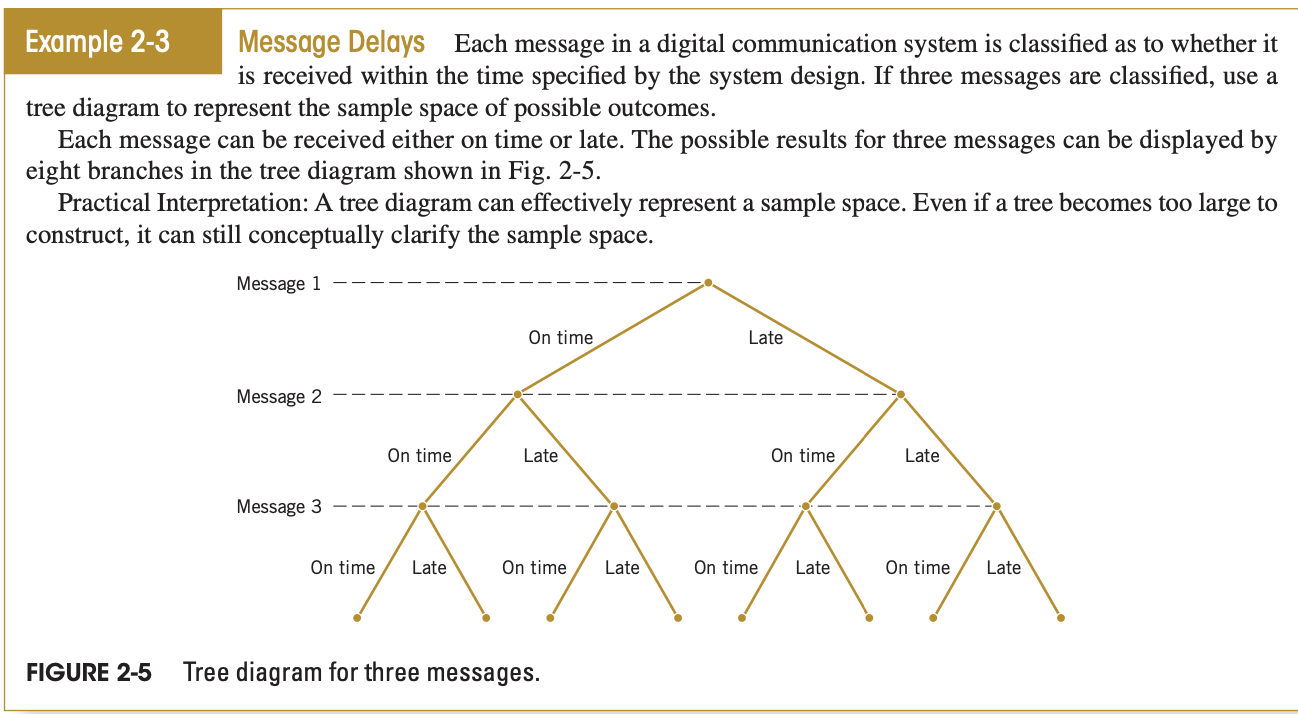 Example 2-3 Message Delays Each message in a digital communication system is classified as to whether it
is received within the time specified by the system design. If three messages are classified, use a
tree diagram to represent the sample space of possible outcomes.
Each message can be received either on time or late. The possible results for three messages can be displayed by
eight branches in the tree diagram shown in Fig. 2-5.
Practical Interpretation: A tree diagram can effectively represent a sample space. Even if a tree becomes too large to
construct, it can still conceptually clarify the sample space.
Message 1
On time Late
Message 2
On time Late On time Late
Message 3
On time Late On time Late On time Late On time Late
FIGURE 2-5 Tree diagram for three messages.